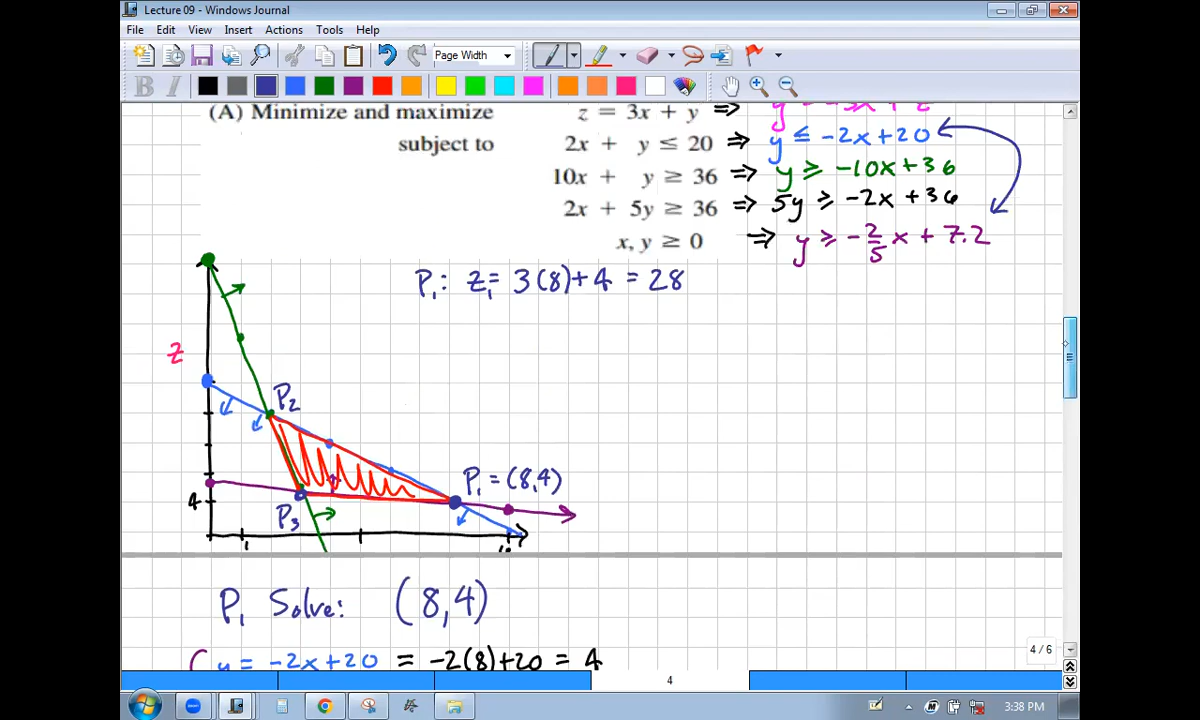 Lecture 09 - Windows Journal
File Edit View Insert Actions Tools Help
Page Width
B I
(A) Minimize and maximize z = 3x + y ⇒ y = -3x + z
subject to 2x + y ≤ 20 ⇒ y ≤ -2x+20
10x + y ≥ 36 ⇒ y ≥ -10x+36
2x + 5y ≥ 36 ⇒ 5y ≥ -2x +36
x, y ≥ 0 ⇒ y ≥ -2/5 x + 7.2
P₁: Z₁ = 3(8)+4 = 28
Z
P₂
P₁ = (8,4)
4
P₃
1
P₁ Solve: (8,4)
y = -2x+20 = -2(8)+20 = 4
4 / 6
4
3:38 PM